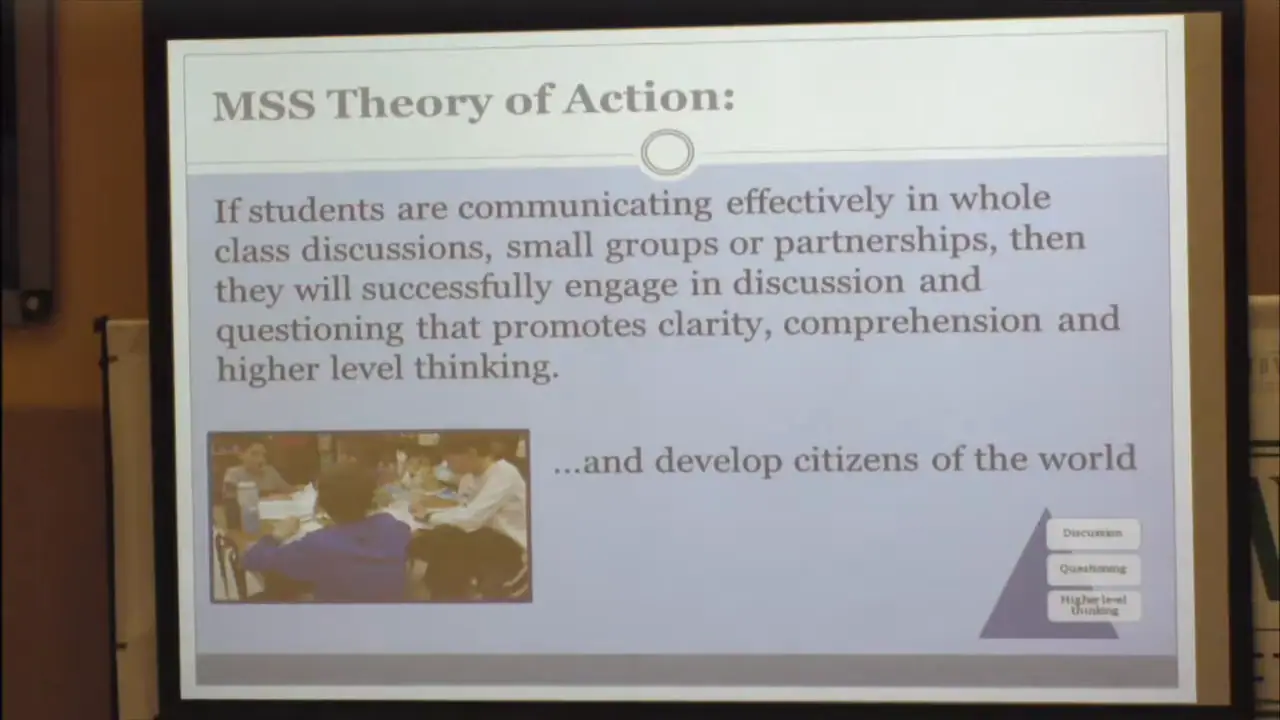 MSS Theory of Action:
If students are communicating effectively in whole
class discussions, small groups or partnerships, then
they will successfully engage in discussion and
questioning that promotes clarity, comprehension and
higher level thinking.
...and develop citizens of the world
Discussion
Questioning
Higher level
thinking